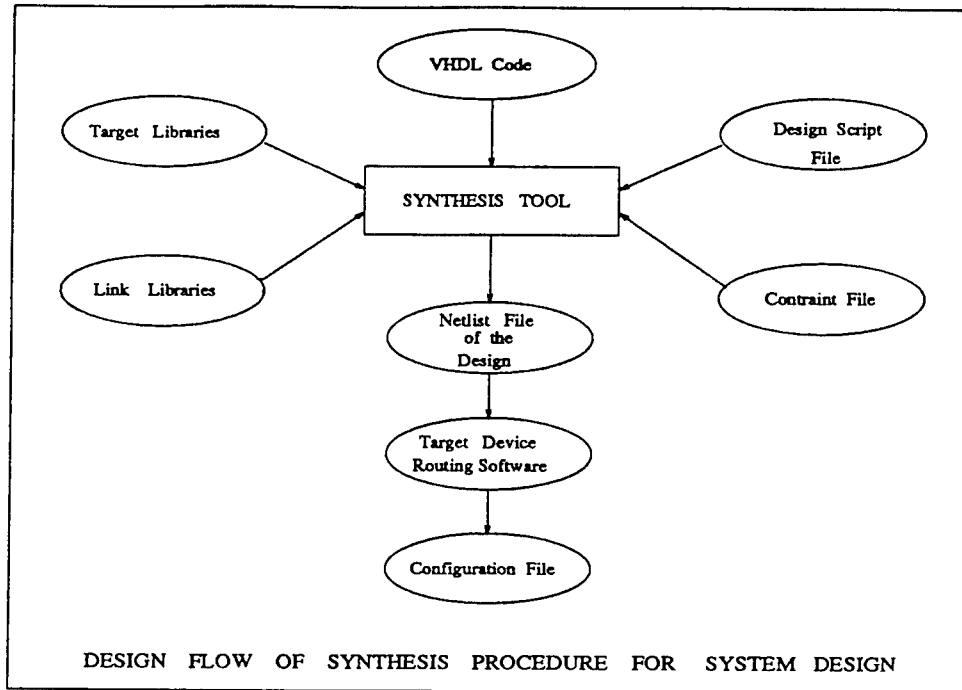 VHDL Code
Target Libraries
Design Script
File
SYNTHESIS TOOL
Link Libraries
Contraint File
Netlist File
of the
Design
Target Device
Routing Software
Configuration File
DESIGN FLOW OF SYNTHESIS PROCEDURE FOR SYSTEM DESIGN